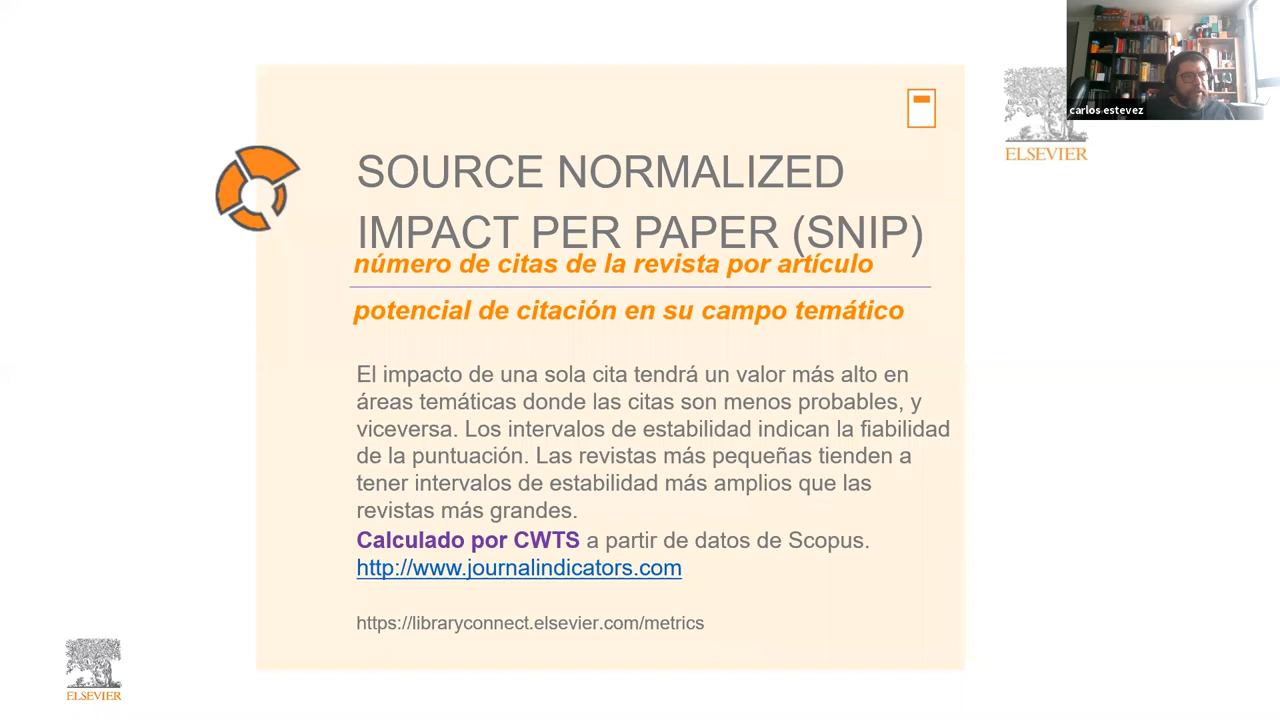 carlos estevez
ELSEVIER
SOURCE NORMALIZED
IMPACT PER PAPER (SNIP)
número de citas de la revista por artículo
potencial de citación en su campo temático
El impacto de una sola cita tendrá un valor más alto en
áreas temáticas donde las citas son menos probables, y
viceversa. Los intervalos de estabilidad indican la fiabilidad
de la puntuación. Las revistas más pequeñas tienden a
tener intervalos de estabilidad más amplios que las
revistas más grandes.
Calculado por CWTS a partir de datos de Scopus.
http://www.journalindicators.com
https://libraryconnect.elsevier.com/metrics
ELSEVIER